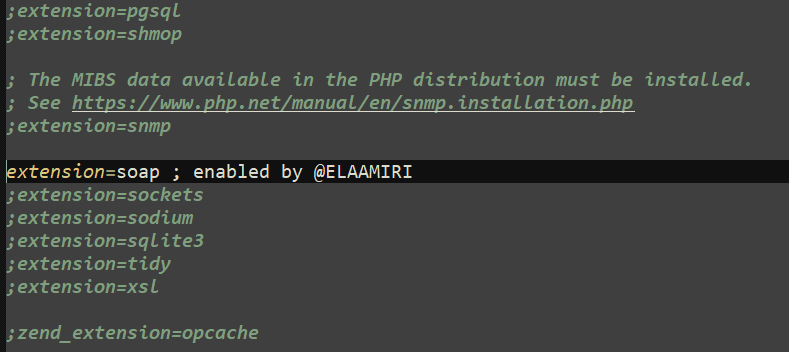 ;extension=pgsql
;extension=shmop
; The MIBS data available in the PHP distribution must be installed.
; See https://www.php.net/manual/en/snmp.installation.php
;extension=snmp
extension=soap ; enabled by @ELAAMIRI
;extension=sockets
;extension=sodium
;extension=sqlite3
;extension=tidy
;extension=xsl
;zend_extension=opcache